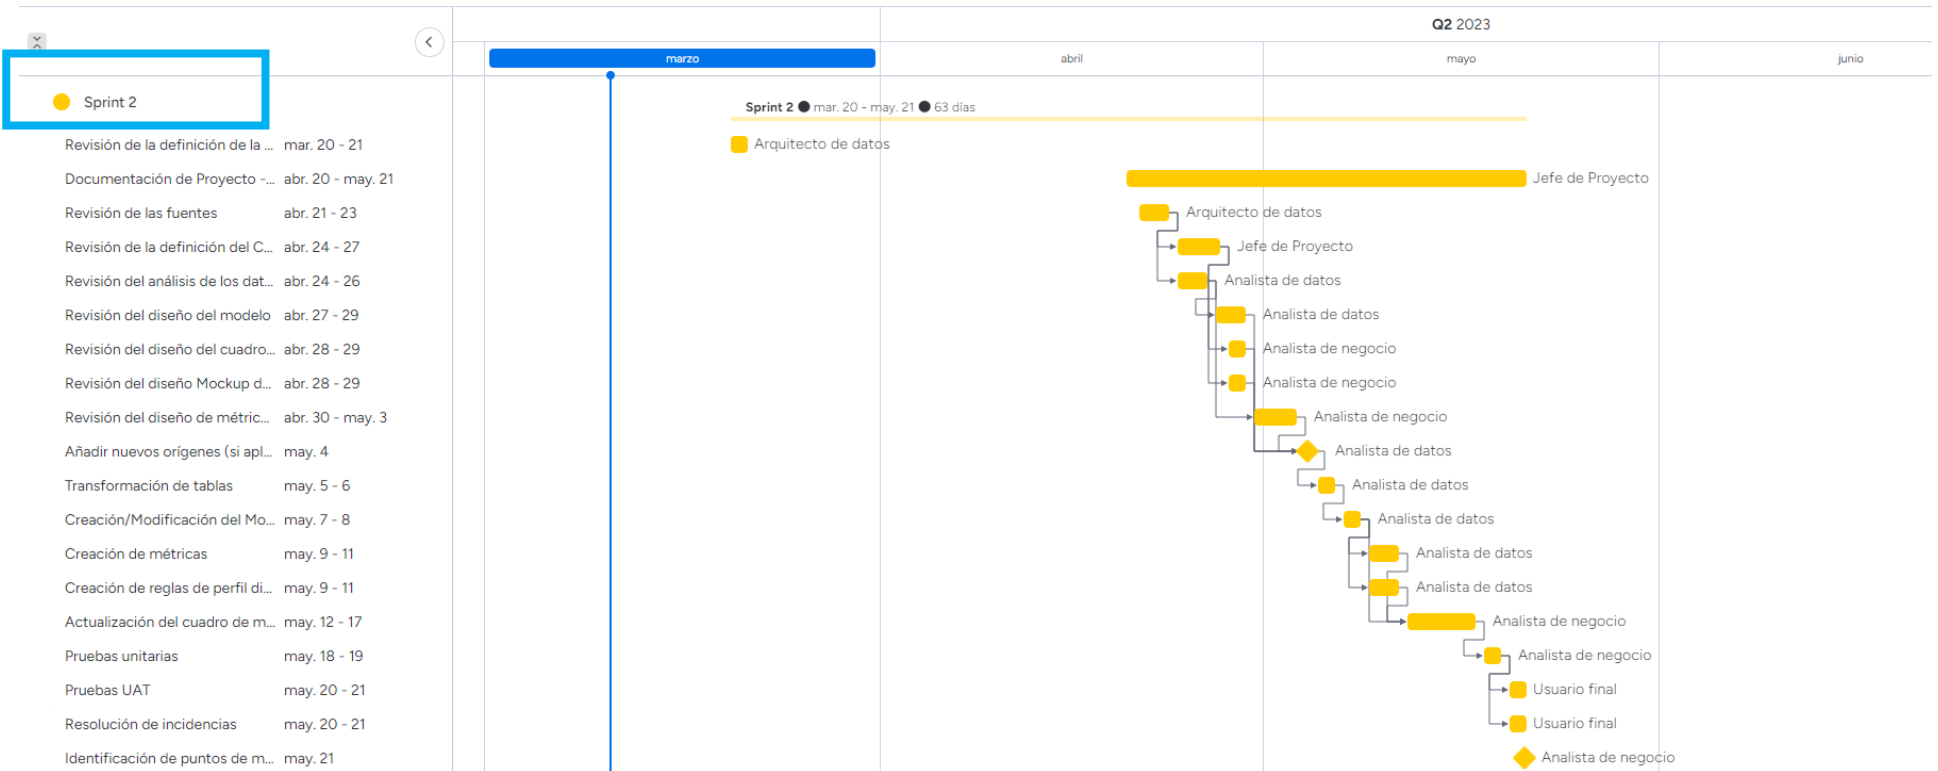 Q2 2023
marzo abril mayo junio
Sprint 2
Sprint 2 ● mar. 20 - may. 21 ● 63 días
Revisión de la definición de la ... mar. 20 - 21 Arquitecto de datos
Documentación de Proyecto -... abr. 20 - may. 21 Jefe de Proyecto
Revisión de las fuentes abr. 21 - 23 Arquitecto de datos
Revisión de la definición del C... abr. 24 - 27 Jefe de Proyecto
Revisión del análisis de los dat... abr. 24 - 26 Analista de datos
Revisión del diseño del modelo abr. 27 - 29 Analista de datos
Revisión del diseño del cuadro... abr. 28 - 29 Analista de negocio
Revisión del diseño Mockup d... abr. 28 - 29 Analista de negocio
Revisión del diseño de métric... abr. 30 - may. 3 Analista de negocio
Añadir nuevos orígenes (si apl... may. 4 Analista de datos
Transformación de tablas may. 5 - 6 Analista de datos
Creación/Modificación del Mo... may. 7 - 8 Analista de datos
Creación de métricas may. 9 - 11 Analista de datos
Creación de reglas de perfil di... may. 9 - 11 Analista de datos
Actualización del cuadro de m... may. 12 - 17 Analista de negocio
Pruebas unitarias may. 18 - 19 Analista de negocio
Pruebas UAT may. 20 - 21 Usuario final
Resolución de incidencias may. 20 - 21 Usuario final
Identificación de puntos de m... may. 21 Analista de negocio